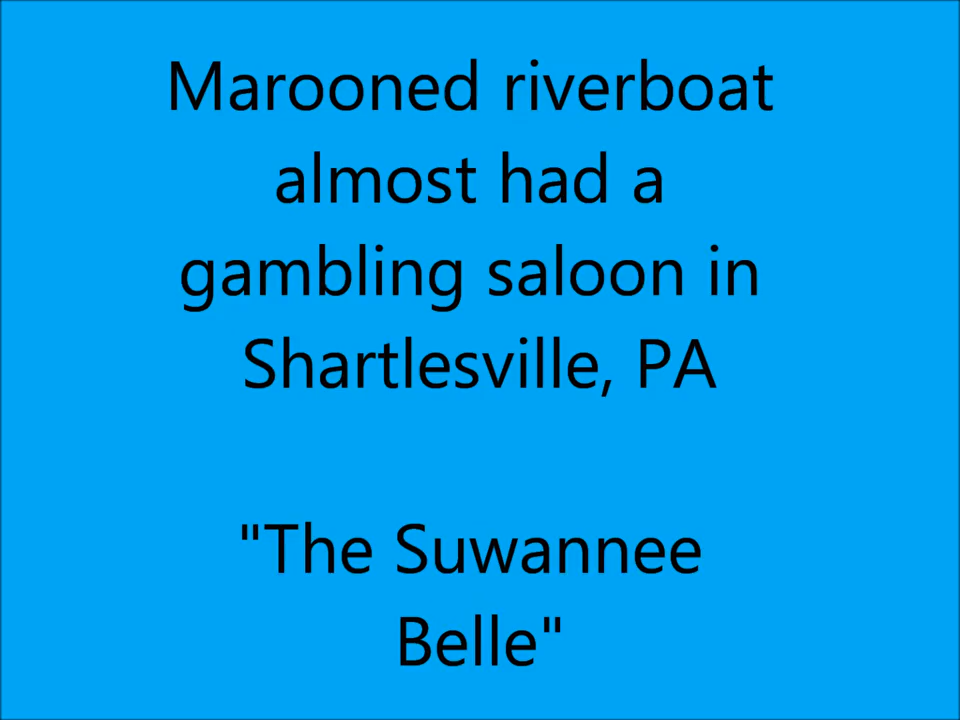 Marooned riverboat
almost had a
gambling saloon in
Shartlesville, PA
"The Suwannee
Belle"